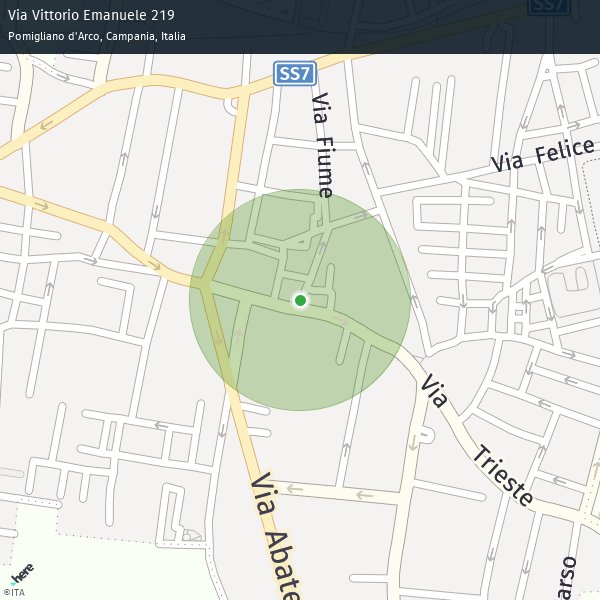 Via Vittorio Emanuele 219
Pomigliano d'Arco, Campania, Italia
SS7
SS7
Via Fiume
Via Felice
Via Trieste
Via Abate
arso
here
©ITA